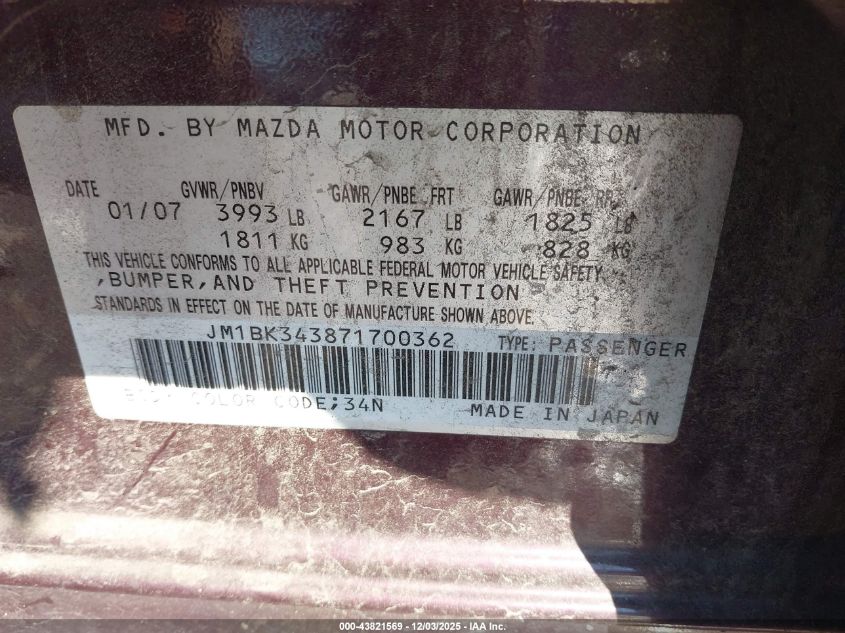 MFD. BY MAZDA MOTOR CORPORATION
DATE GVWR/PNBV GAWR/PNBE FRT GAWR/PNBE RR
01/07 3993 LB 2167 LB 1825 LB
1811 KG 983 KG 828 KG
THIS VEHICLE CONFORMS TO ALL APPLICABLE FEDERAL MOTOR VEHICLE SAFETY
,BUMPER,AND THEFT PREVENTION
STANDARDS IN EFFECT ON THE DATE OF MANUFACTURE SHOWN ABOVE.
JM1BK343871700362 TYPE: PASSENGER
BODY COLOR CODE;34N MADE IN JAPAN
000-43821569 - 12/03/2025 - IAA Inc.